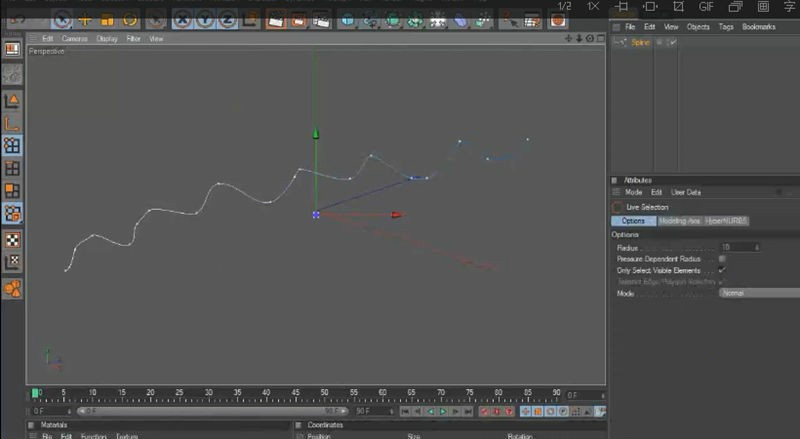 1/2 1× GIF 字
File Edit View Objects Tags Bookmarks
Edit Cameras Display Filter View
Perspective
Spline
Attributes
Mode Edit User Data
Live Selection
Options Modeling Axis HyperNURBS
Options
Radius 10
Pressure Dependent Radius
Only Select Visible Elements
Tolerant Edge/Polygon Selection
Mode Normal
0 5 10 15 20 25 30 35 40 45 50 55 60 65 70 75 80 85 90 0 F
0 F 0 F 90 F 90 F
Materials Coordinates
File Edit Function Texture Position Size Rotation
X Y Z